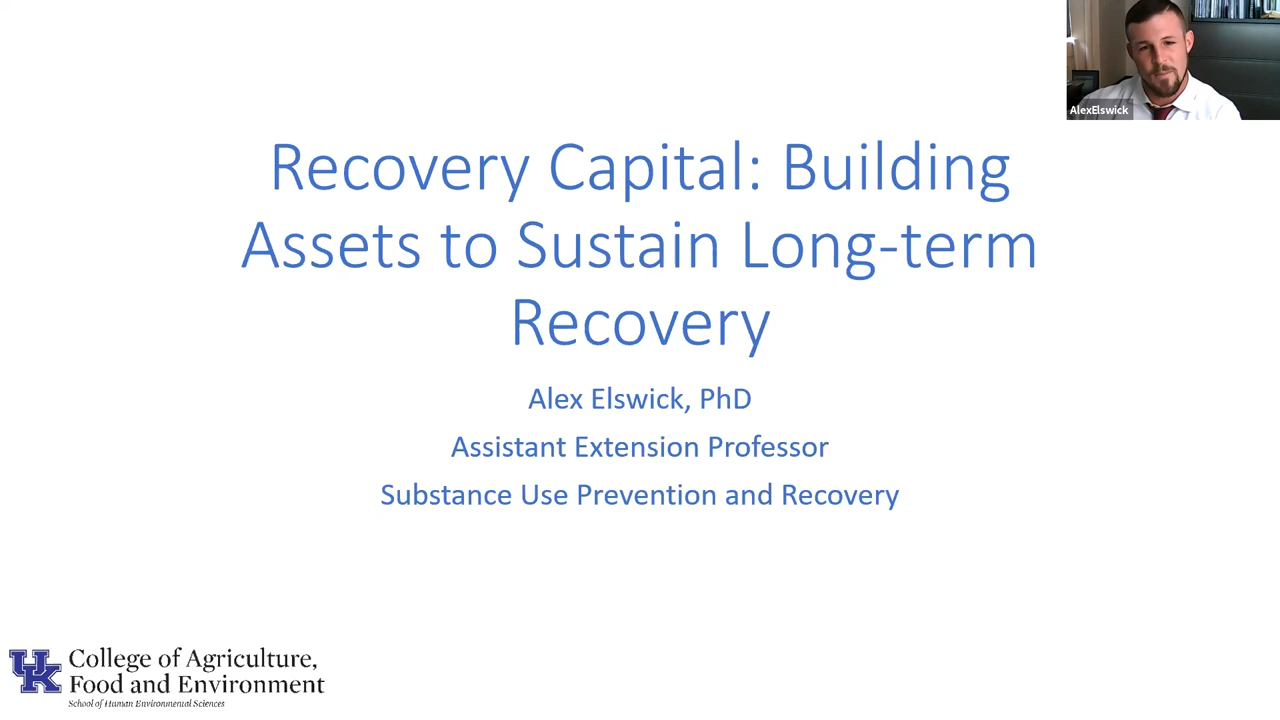 AlexElswick
Recovery Capital: Building
Assets to Sustain Long-term
Recovery
Alex Elswick, PhD
Assistant Extension Professor
Substance Use Prevention and Recovery
UK
College of Agriculture,
Food and Environment
School of Human Environmental Sciences